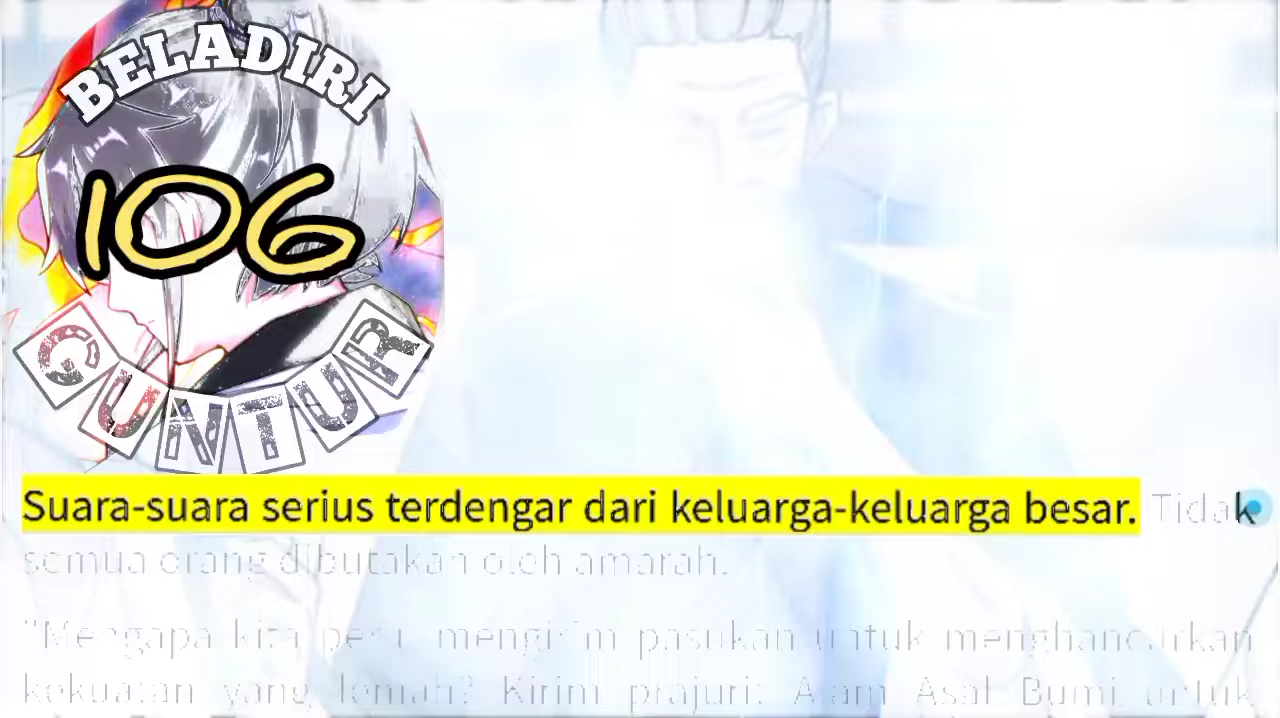 BELADIRI
106
GUNTUR
Suara-suara serius terdengar dari keluarga-keluarga besar. Tidak
semua orang dibutakan oleh amarah.
"Mengapa kita perlu mengirim pasukan untuk menghancurkan
kekuatan yang lemah? Kirim prajurit Alam Asal Bumi untuk